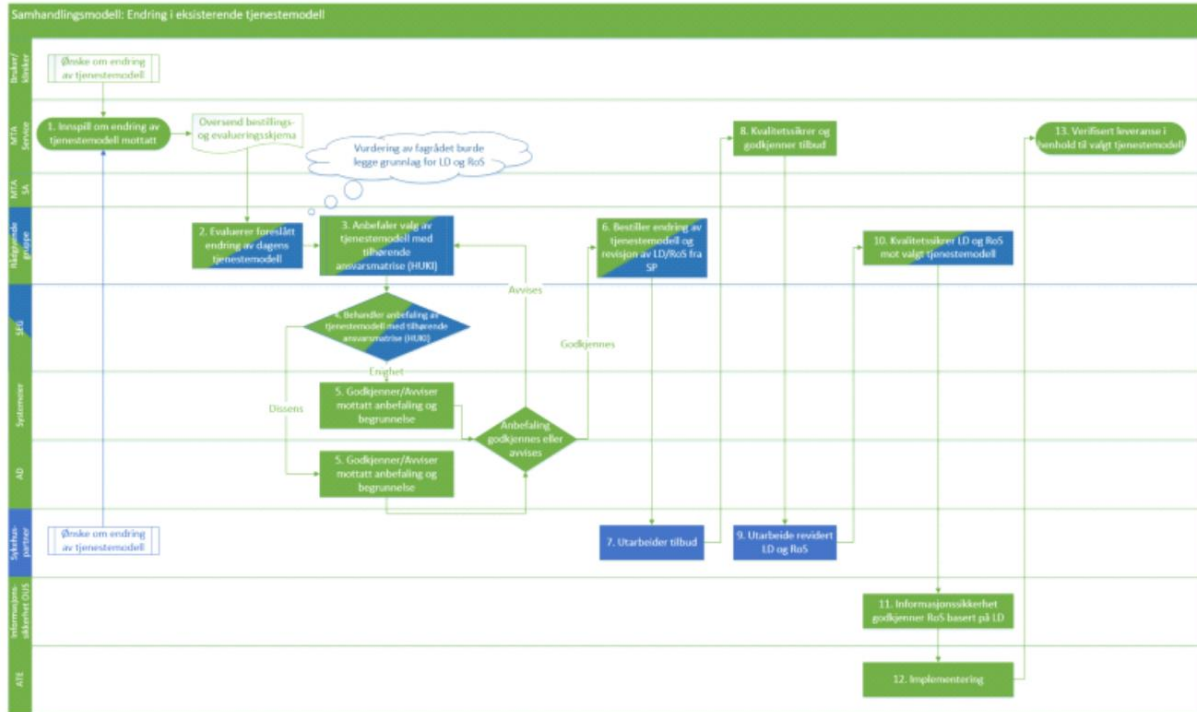 Samhandlingsmodell: Endring i eksisterende tjenestemodell
Bruker/
kliniker
Ønske om endring
av tjenestemodell
MTA
Service
1. Innspill om endring av
tjenestemodell mottatt
Oversend bestillings-
og evalueringsskjema
Vurdering av fagrådet burde
legge grunnlag for LD og RoS
8. Kvalitetssikrer og
godkjenner tilbud
13. Verifisert leveranse i
henhold til valgt tjenestemodell
MTA
SA
Rådgivende
gruppe
2. Evaluerer foreslått
endring av dagens
tjenestemodell
3. Anbefaler valg av
tjenestemodell med
tilhørende
ansvarsmatrise (HUKI)
6. Bestiller endring av
tjenestemodell og
revisjon av LD/RoS fra
SP
10. Kvalitetssikrer LD og RoS
mot valgt tjenestemodell
Avvises
SFG
4. Behandler anbefaling av
tjenestemodell med tilhørende
ansvarsmatrise (HUKI)
Godkjennes
Enighet
Systemeier
5. Godkjenner/Avviser
mottatt anbefaling og
begrunnelse
Dissens
Anbefaling
godkjennes eller
avvises
AD
5. Godkjenner/Avviser
mottatt anbefaling og
begrunnelse
Sykehus-
partner
Ønske om endring
av tjenestemodell
7. Utarbeider tilbud
9. Utarbeide revidert
LD og RoS
Informasjons-
sikkerhet OUS
11. Informasjonssikkerhet
godkjenner RoS basert på LD
ATE
12. Implementering